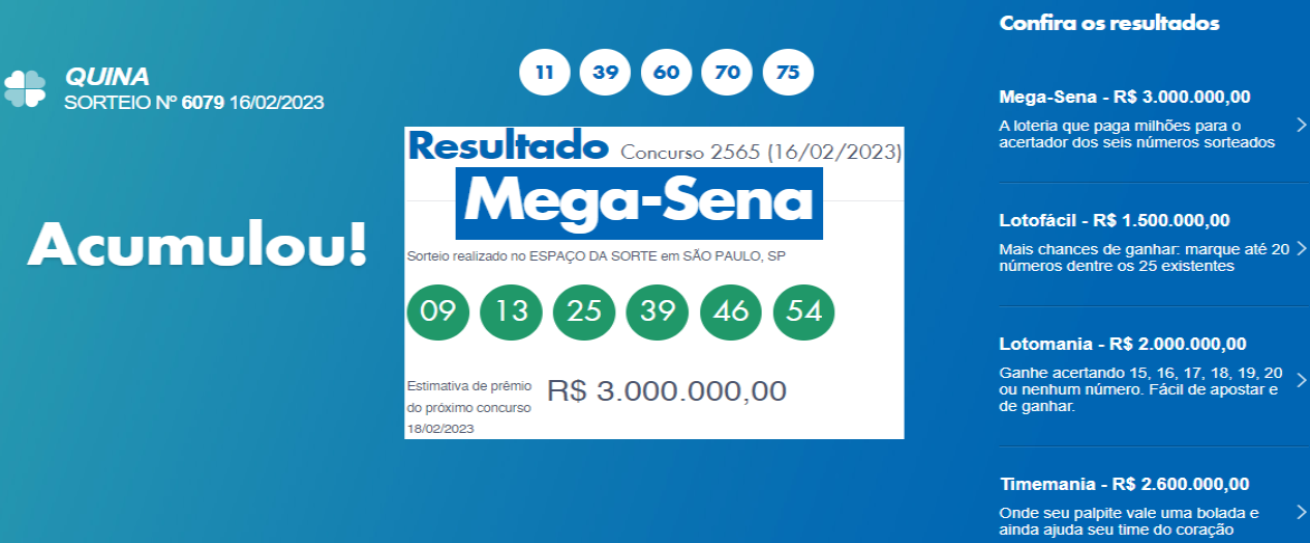 QUINA
SORTEIO Nº 6079 16/02/2023
Acumulou!
11 39 60 70 75
Resultado Concurso 2565 (16/02/2023)
Mega-Sena
Sorteio realizado no ESPAÇO DA SORTE em SÃO PAULO, SP
09 13 25 39 46 54
Estimativa de prêmio
do próximo concurso
18/02/2023
R$ 3.000.000,00
Confira os resultados
Mega-Sena - R$ 3.000.000,00
A loteria que paga milhões para o
acertador dos seis números sorteados
Lotofácil - R$ 1.500.000,00
Mais chances de ganhar: marque até 20
números dentre os 25 existentes
Lotomania - R$ 2.000.000,00
Ganhe acertando 15, 16, 17, 18, 19, 20
ou nenhum número. Fácil de apostar e
de ganhar.
Timemania - R$ 2.600.000,00
Onde seu palpite vale uma bolada e
ainda ajuda seu time do coração